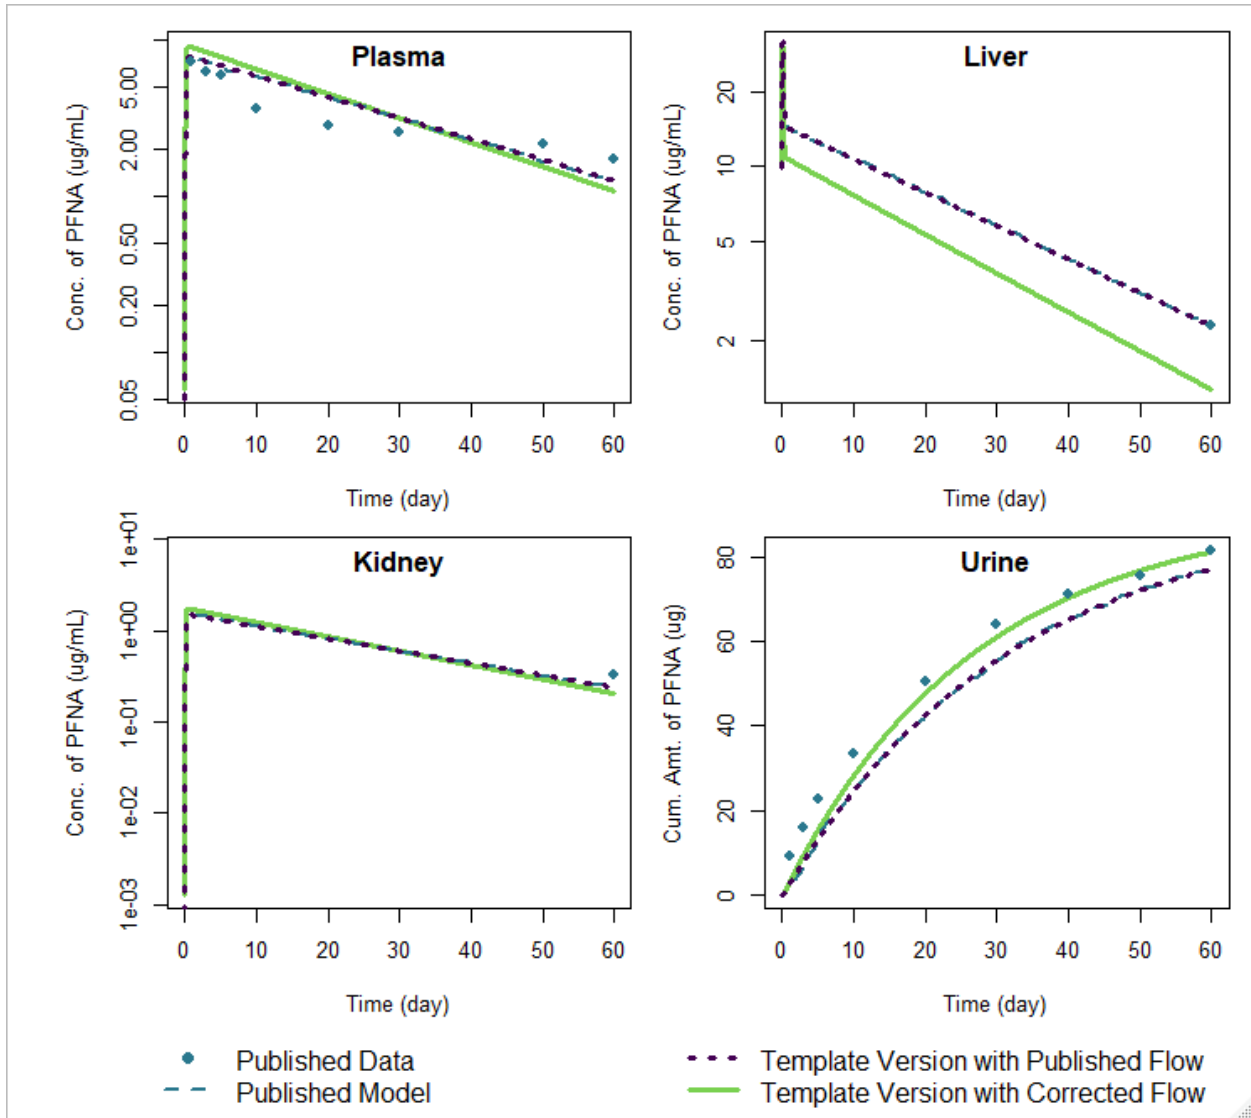 Plasma
Conc. of PFNA (ug/mL)
0.05 0.20 0.50 2.00 5.00
0 10 20 30 40 50 60
Time (day)
Liver
Conc. of PFNA (ug/mL)
2 5 10 20
0 10 20 30 40 50 60
Time (day)
Kidney
Conc. of PFNA (ug/mL)
1e-03 1e-02 1e-01 1e+00 1e+01
0 10 20 30 40 50 60
Time (day)
Urine
Cum. Amt. of PFNA (ug)
0 20 40 60 80
0 10 20 30 40 50 60
Time (day)
Published Data
Published Model
Template Version with Published Flow
Template Version with Corrected Flow